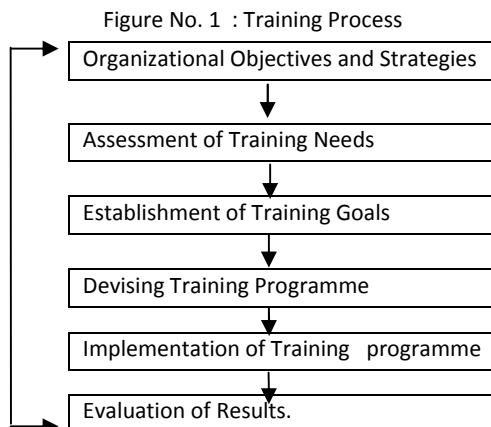 Figure No. 1  : Training Process
Organizational Objectives and Strategies
Assessment of Training Needs
Establishment of Training Goals
Devising Training Programme
Implementation of Training   programme
Evaluation of Results.